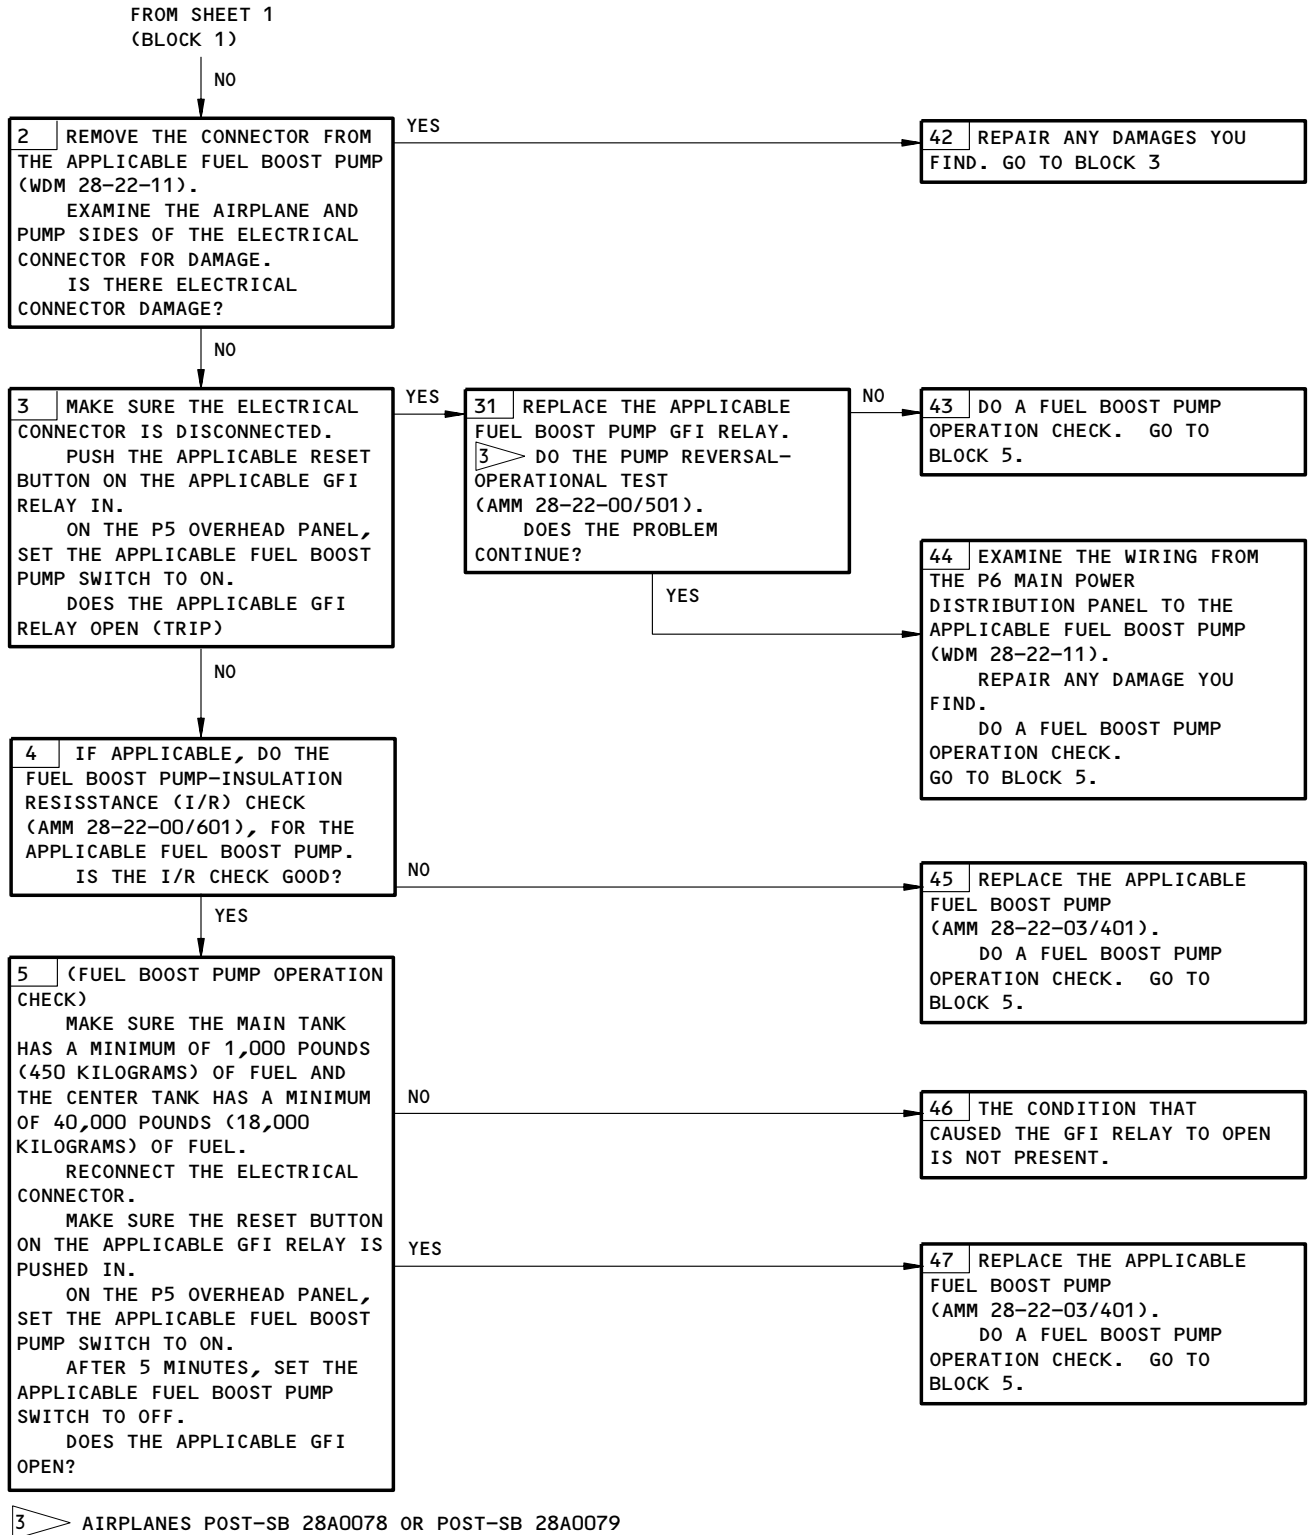 FROM SHEET 1
(BLOCK 1)
NO
2 REMOVE THE CONNECTOR FROM
THE APPLICABLE FUEL BOOST PUMP
(WDM 28-22-11).
EXAMINE THE AIRPLANE AND
PUMP SIDES OF THE ELECTRICAL
CONNECTOR FOR DAMAGE.
IS THERE ELECTRICAL
CONNECTOR DAMAGE?
YES
42 REPAIR ANY DAMAGES YOU
FIND. GO TO BLOCK 3
NO
3 MAKE SURE THE ELECTRICAL
CONNECTOR IS DISCONNECTED.
PUSH THE APPLICABLE RESET
BUTTON ON THE APPLICABLE GFI
RELAY IN.
ON THE P5 OVERHEAD PANEL,
SET THE APPLICABLE FUEL BOOST
PUMP SWITCH TO ON.
DOES THE APPLICABLE GFI
RELAY OPEN (TRIP)
YES
31 REPLACE THE APPLICABLE
FUEL BOOST PUMP GFI RELAY.
3 DO THE PUMP REVERSAL-
OPERATIONAL TEST
(AMM 28-22-00/501).
DOES THE PROBLEM
CONTINUE?
NO
43 DO A FUEL BOOST PUMP
OPERATION CHECK. GO TO
BLOCK 5.
YES
44 EXAMINE THE WIRING FROM
THE P6 MAIN POWER
DISTRIBUTION PANEL TO THE
APPLICABLE FUEL BOOST PUMP
(WDM 28-22-11).
REPAIR ANY DAMAGE YOU
FIND.
DO A FUEL BOOST PUMP
OPERATION CHECK.
GO TO BLOCK 5.
NO
4 IF APPLICABLE, DO THE
FUEL BOOST PUMP-INSULATION
RESISSTANCE (I/R) CHECK
(AMM 28-22-00/601), FOR THE
APPLICABLE FUEL BOOST PUMP.
IS THE I/R CHECK GOOD?
NO
45 REPLACE THE APPLICABLE
FUEL BOOST PUMP
(AMM 28-22-03/401).
DO A FUEL BOOST PUMP
OPERATION CHECK. GO TO
BLOCK 5.
YES
5 (FUEL BOOST PUMP OPERATION
CHECK)
MAKE SURE THE MAIN TANK
HAS A MINIMUM OF 1,000 POUNDS
(450 KILOGRAMS) OF FUEL AND
THE CENTER TANK HAS A MINIMUM
OF 40,000 POUNDS (18,000
KILOGRAMS) OF FUEL.
RECONNECT THE ELECTRICAL
CONNECTOR.
MAKE SURE THE RESET BUTTON
ON THE APPLICABLE GFI RELAY IS
PUSHED IN.
ON THE P5 OVERHEAD PANEL,
SET THE APPLICABLE FUEL BOOST
PUMP SWITCH TO ON.
AFTER 5 MINUTES, SET THE
APPLICABLE FUEL BOOST PUMP
SWITCH TO OFF.
DOES THE APPLICABLE GFI
OPEN?
NO
46 THE CONDITION THAT
CAUSED THE GFI RELAY TO OPEN
IS NOT PRESENT.
YES
47 REPLACE THE APPLICABLE
FUEL BOOST PUMP
(AMM 28-22-03/401).
DO A FUEL BOOST PUMP
OPERATION CHECK. GO TO
BLOCK 5.
3 AIRPLANES POST-SB 28A0078 OR POST-SB 28A0079